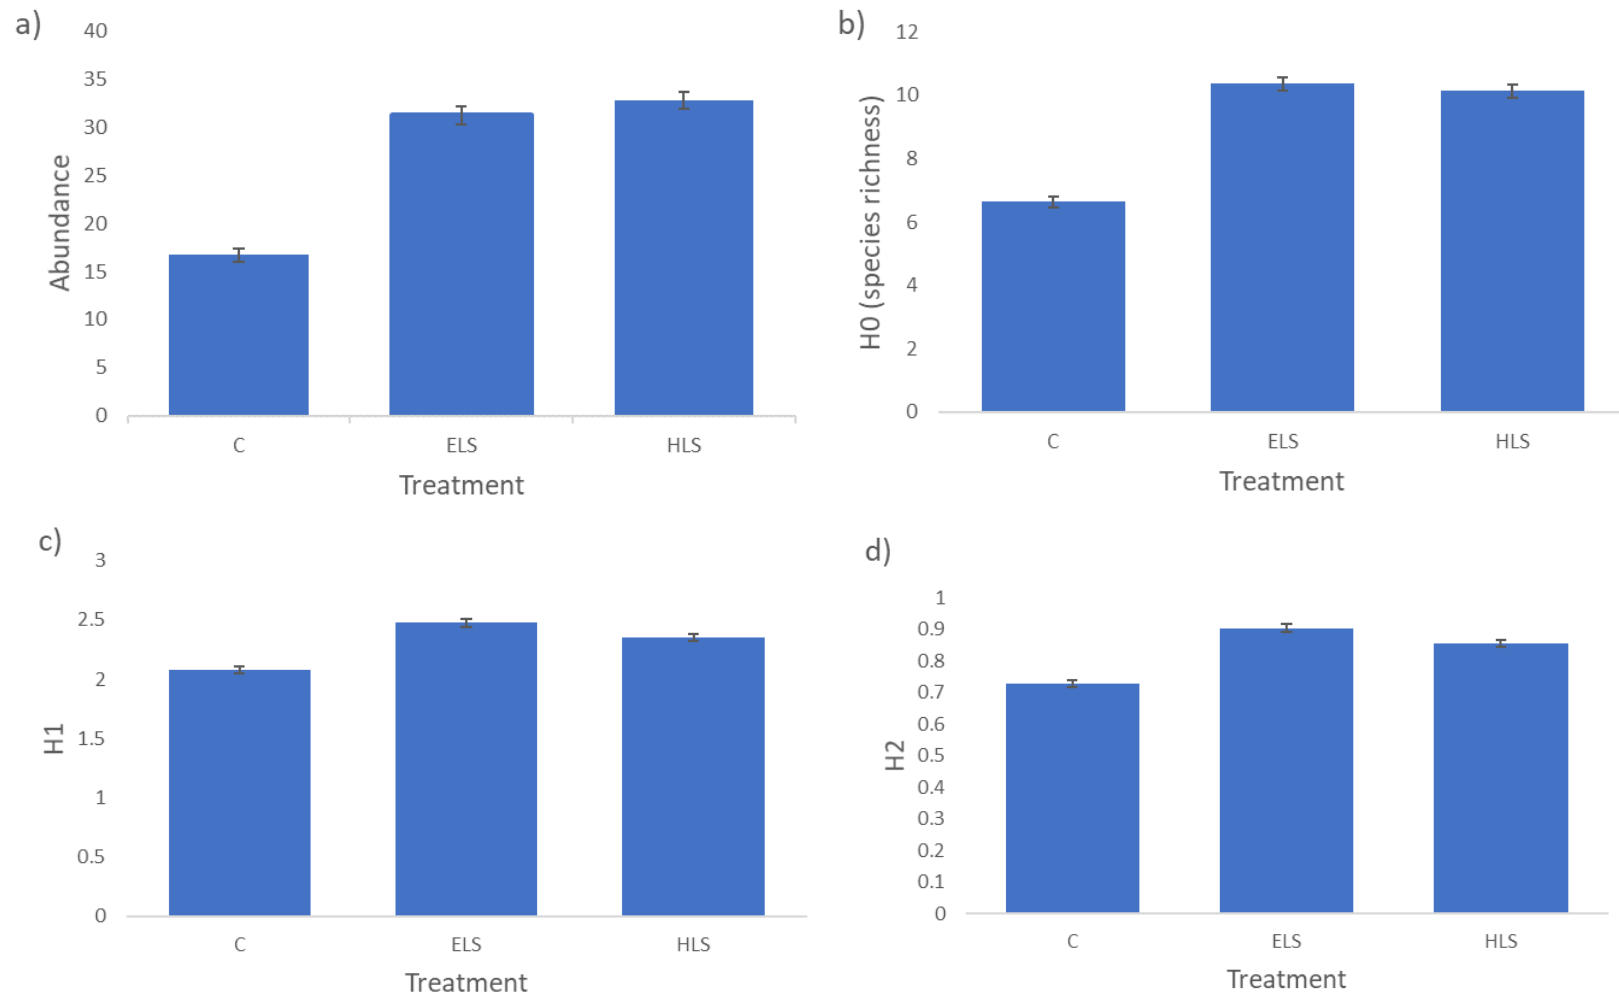 a)
40
35
30
25
20
15
10
5
0
Abundance
C ELS HLS
Treatment
b)
12
10
8
6
4
2
0
H0 (species richness)
C ELS HLS
Treatment
c)
3
2.5
2
1.5
1
0.5
0
H1
C ELS HLS
Treatment
d)
1
0.9
0.8
0.7
0.6
0.5
0.4
0.3
0.2
0.1
0
H2
C ELS HLS
Treatment